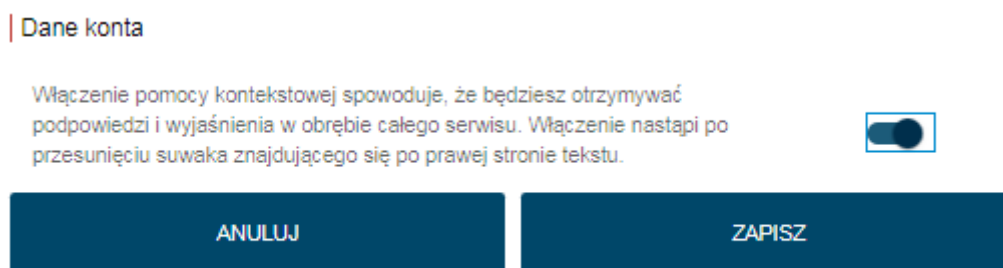 Dane konta
Włączenie pomocy kontekstowej spowoduje, że będziesz otrzymywać
podpowiedzi i wyjaśnienia w obrębie całego serwisu. Włączenie nastąpi po
przesunięciu suwaka znajdującego się po prawej stronie tekstu.
ANULUJ
ZAPISZ